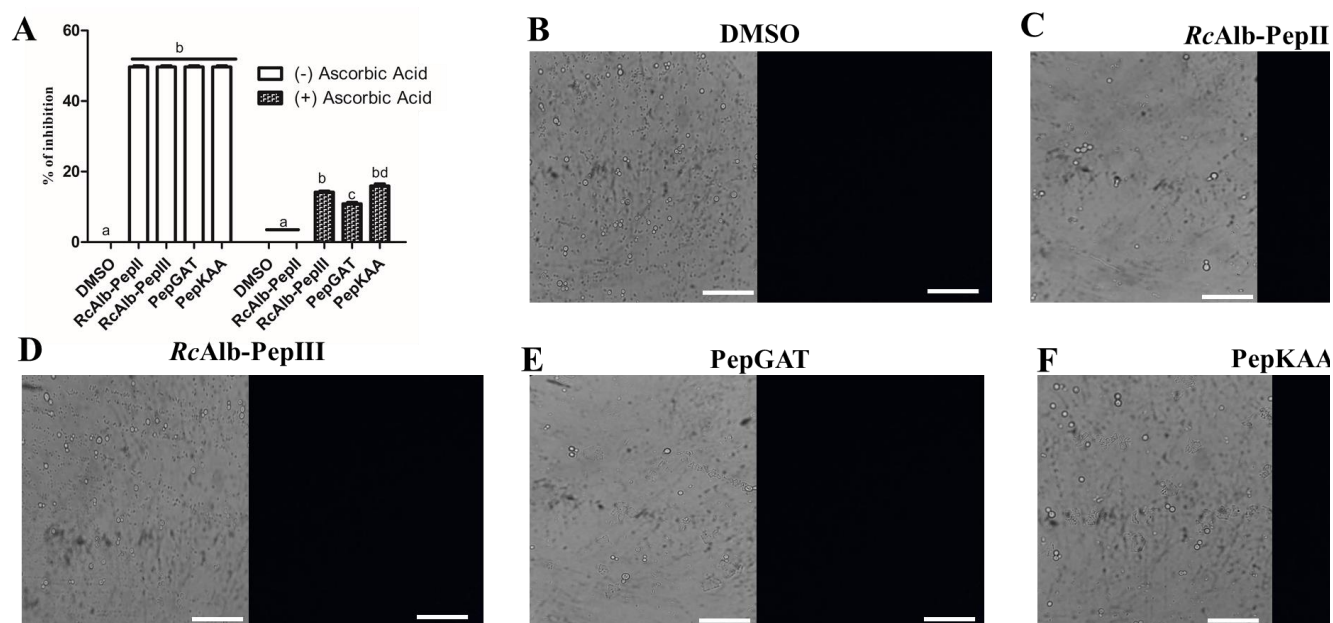 A
60
40
20
0
% of inhibition
a
b
(-) Ascorbic Acid
(+) Ascorbic Acid
a
b
c
bd
DMSO
RcAlb-PepII
RcAlb-PepIII
PepGAT
PepKAA
DMSO
RcAlb-PepII
RcAlb-PepIII
PepGAT
PepKAA
B
DMSO
C
RcAlb-PepII
D
RcAlb-PepIII
E
PepGAT
F
PepKAA